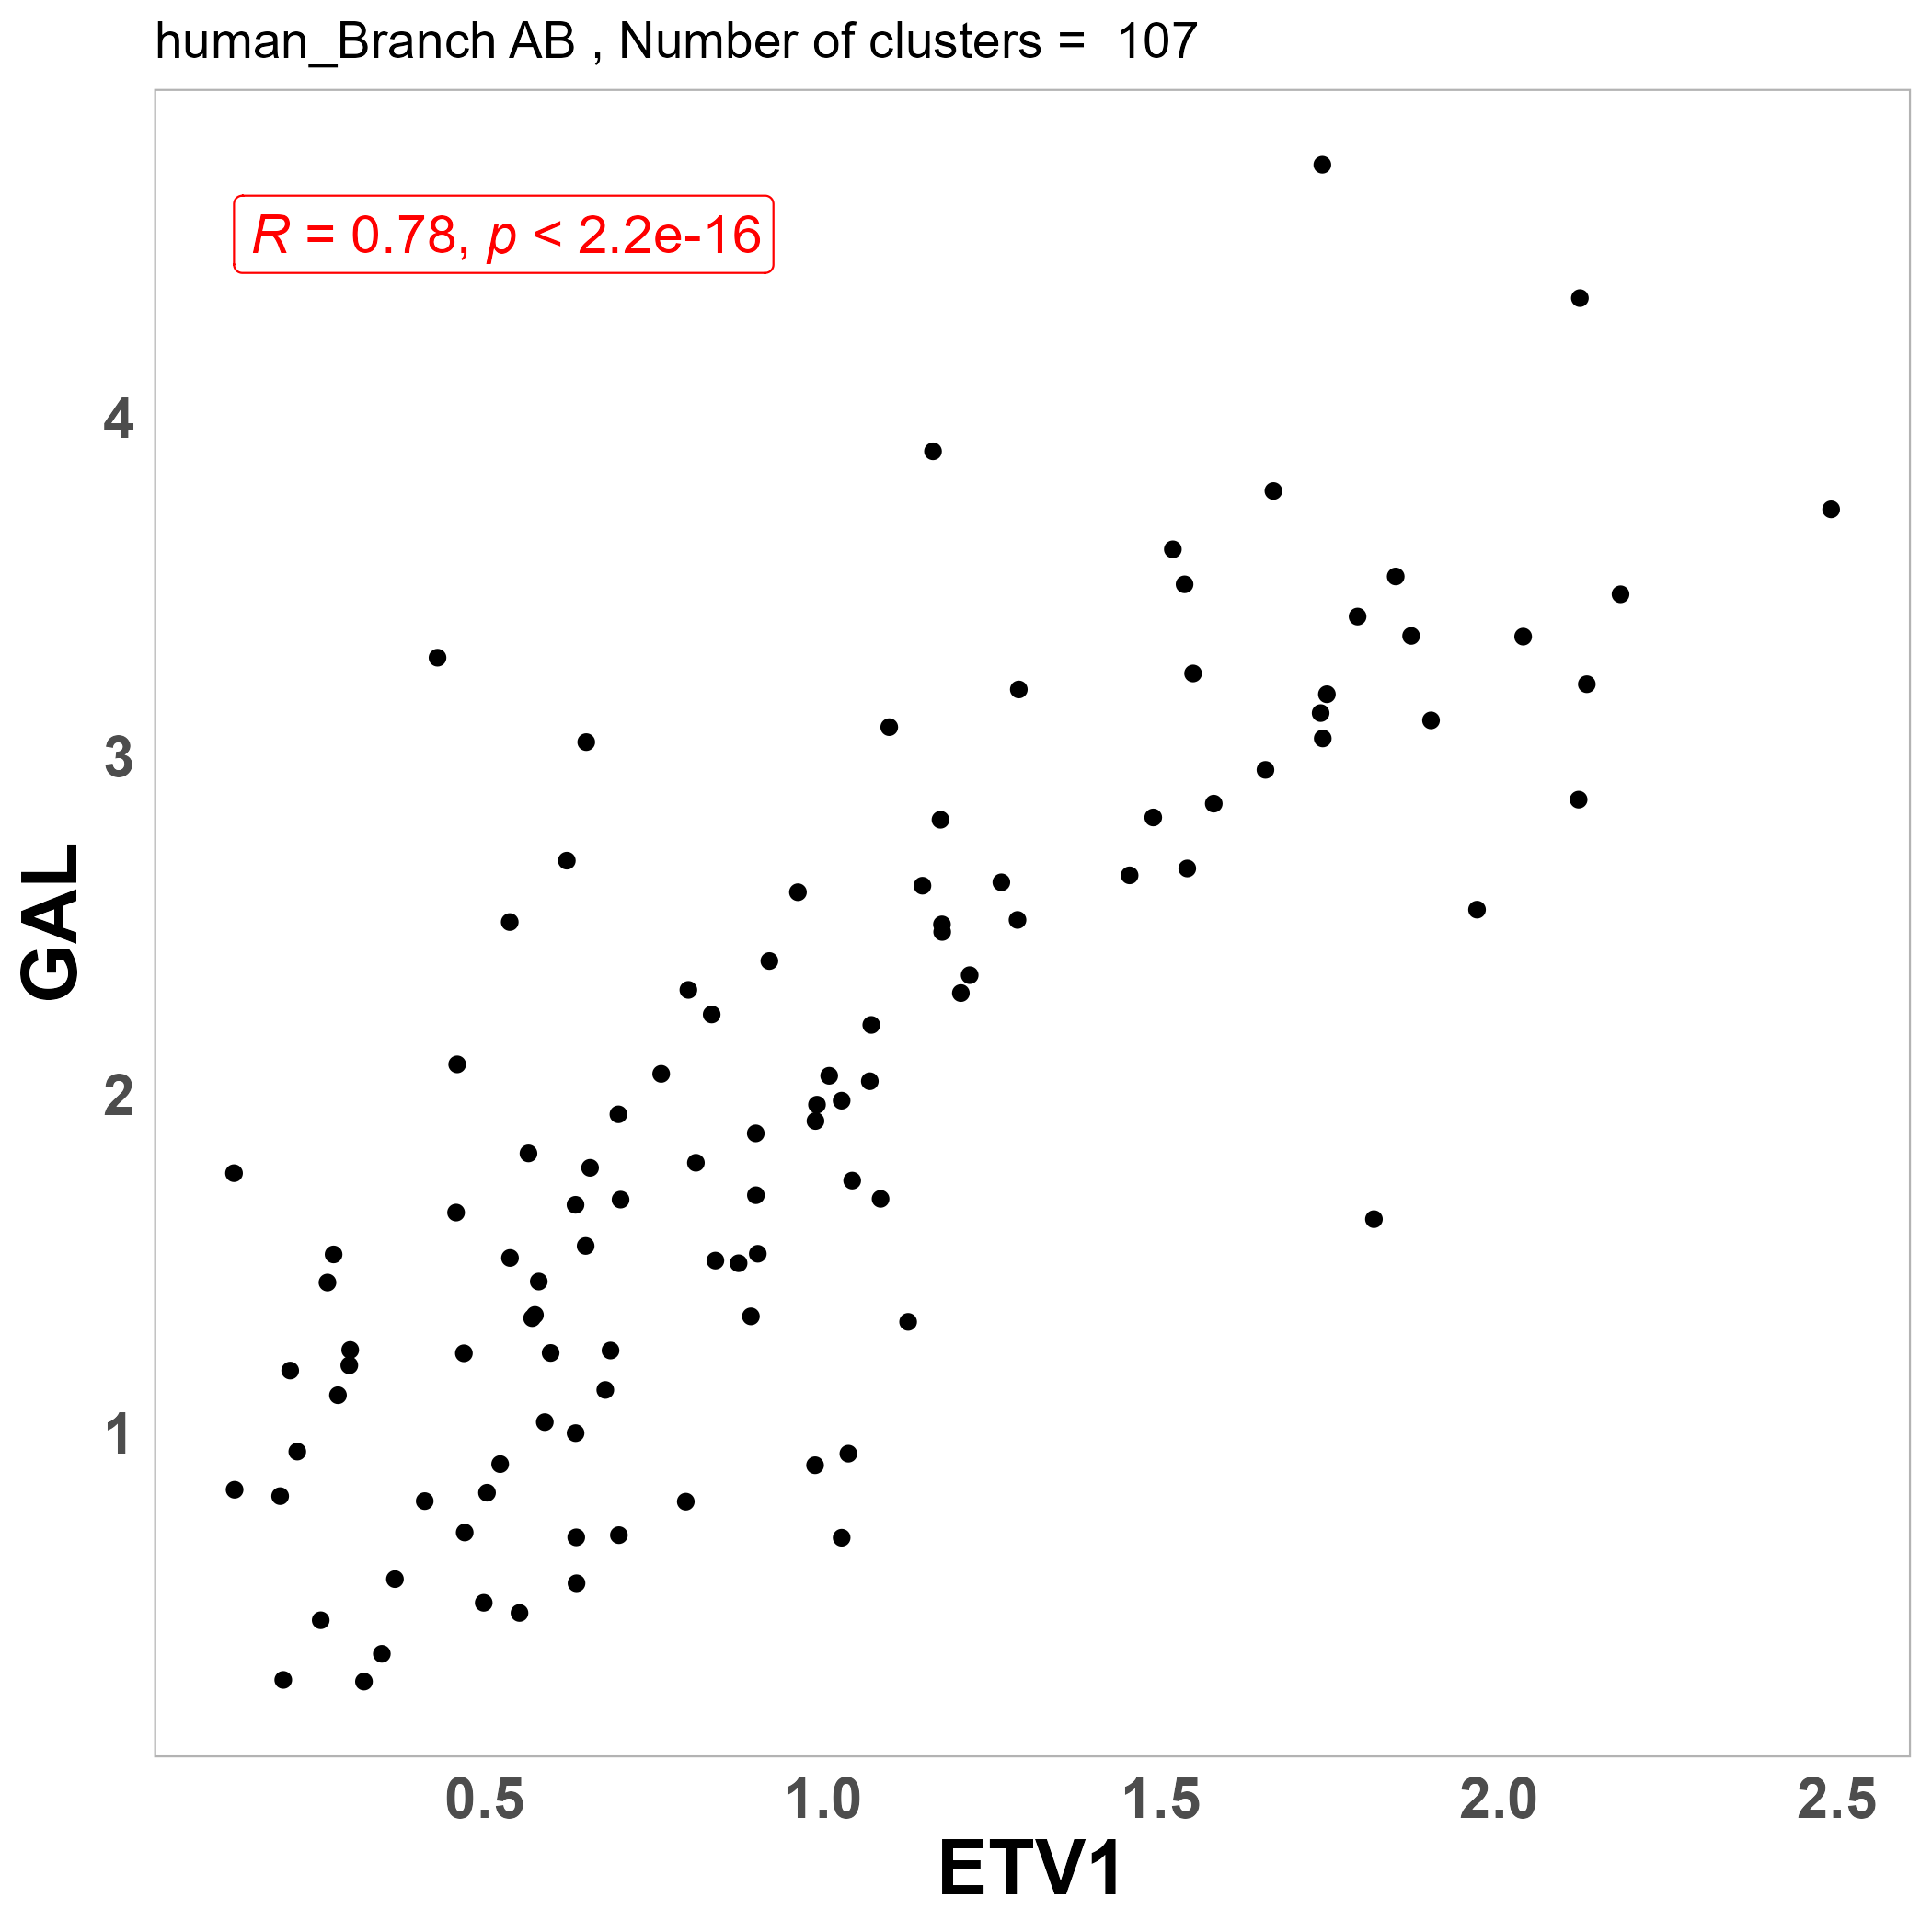 human_Branch AB , Number of clusters =  107
R = 0.78, p < 2.2e-16
4
3
2
1
GAL
0.5 1.0 1.5 2.0 2.5
ETV1